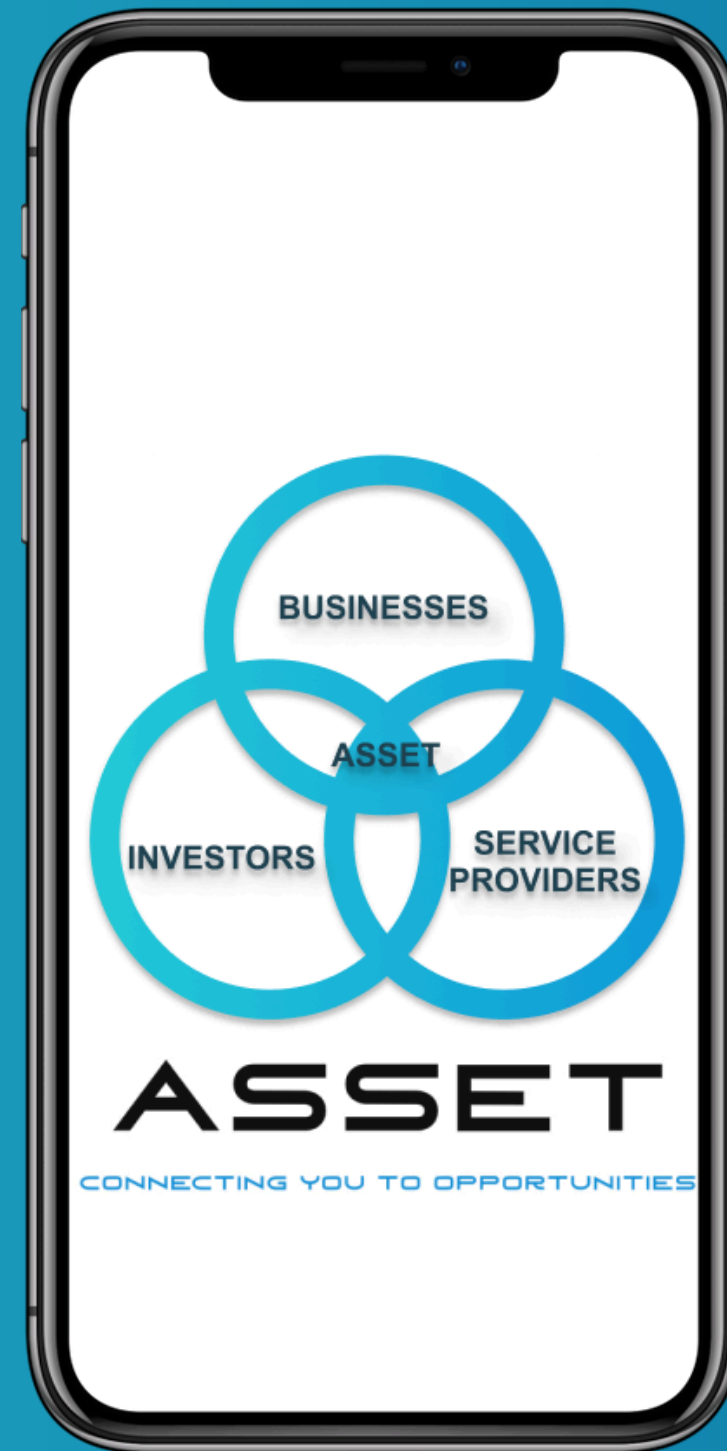 BUSINESSES
ASSET
INVESTORS
SERVICE
PROVIDERS
ASSET
CONNECTING YOU TO OPPORTUNITIES